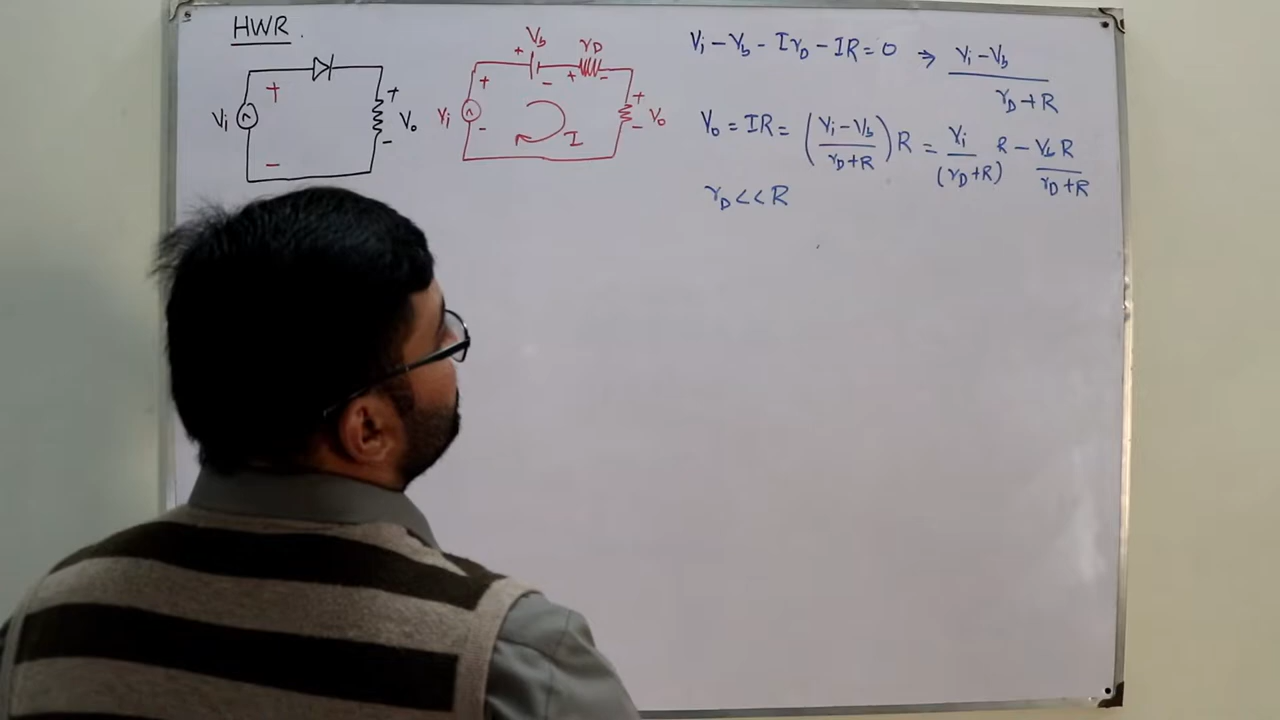 HWR.
Vi + - + - Vo
Vb + - rD + - Vi + - I + - Vo
Vi - Vb - IrD - IR = 0 ⇒ (Vi - Vb)/(rD + R)
Vo = IR = ((Vi - Vb)/(rD + R)) R = Vi/(rD + R) R - Vb R/(rD + R)
rD << R